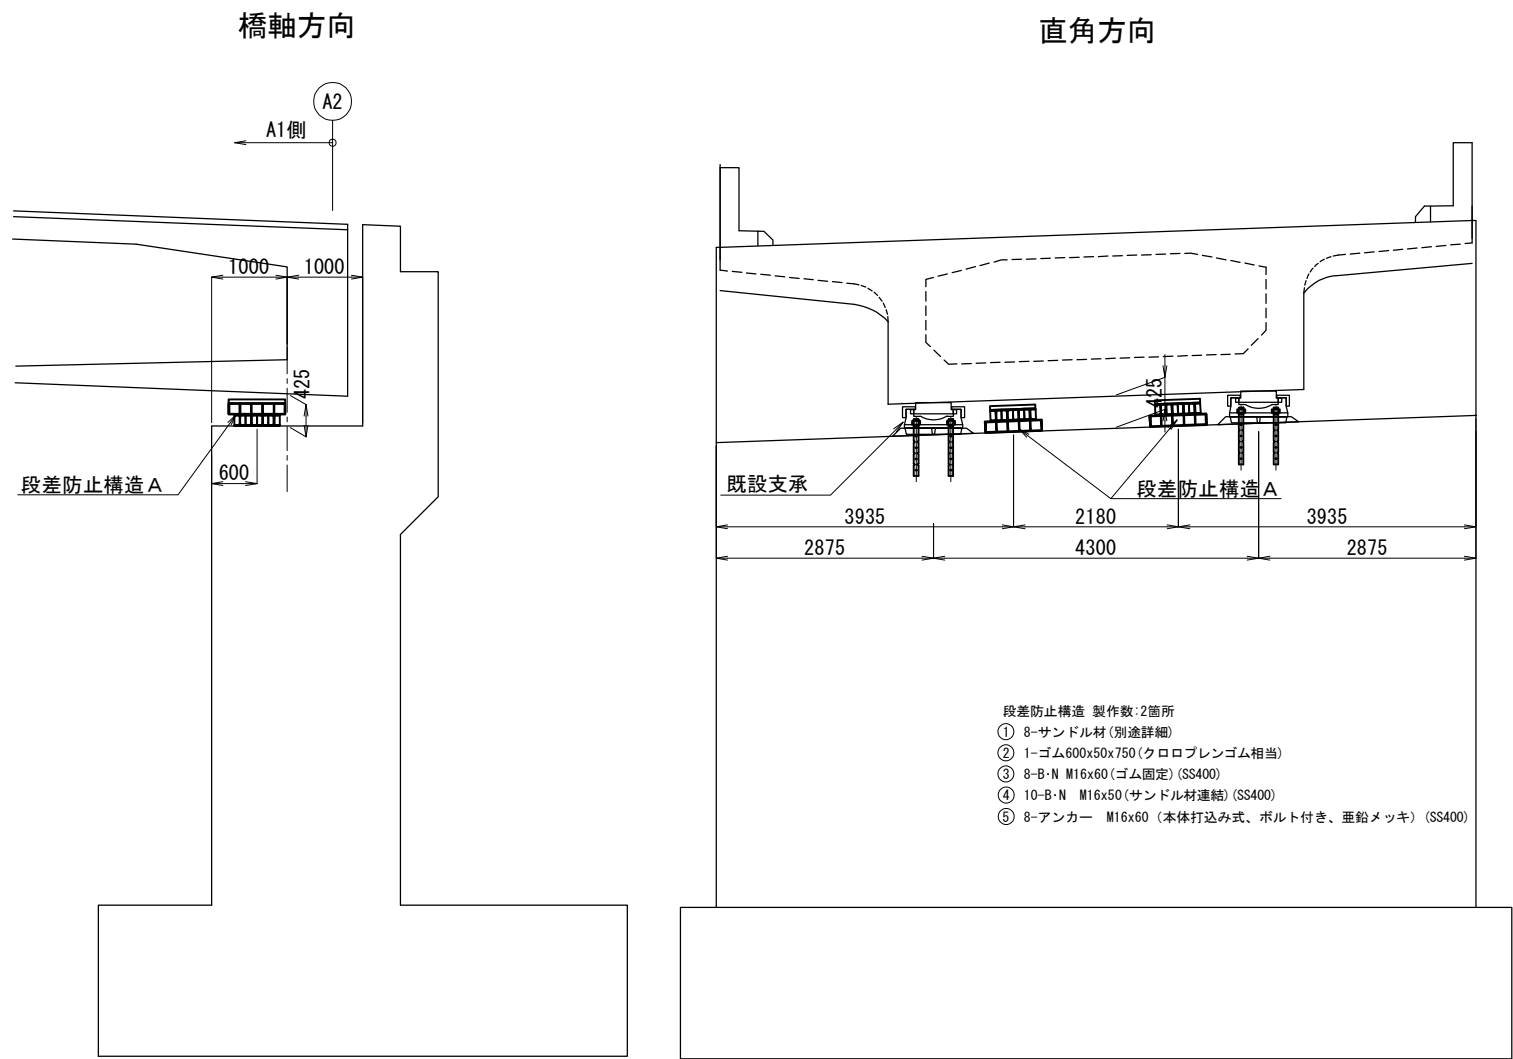 橋軸方向
直角方向
A2
A1側
1000
1000
425
600
段差防止構造A
425
既設支承
段差防止構造A
3935
2180
3935
2875
4300
2875
段差防止構造 製作数:2箇所
① 8-サンドル材(別途詳細)
② 1-ゴム600x50x750(クロロプレンゴム相当)
③ 8-B·N M16x60(ゴム固定)(SS400)
④ 10-B·N M16x50(サンドル材連結)(SS400)
⑤ 8-アンカー M16x60(本体打込み式、ボルト付き、亜鉛メッキ)(SS400)